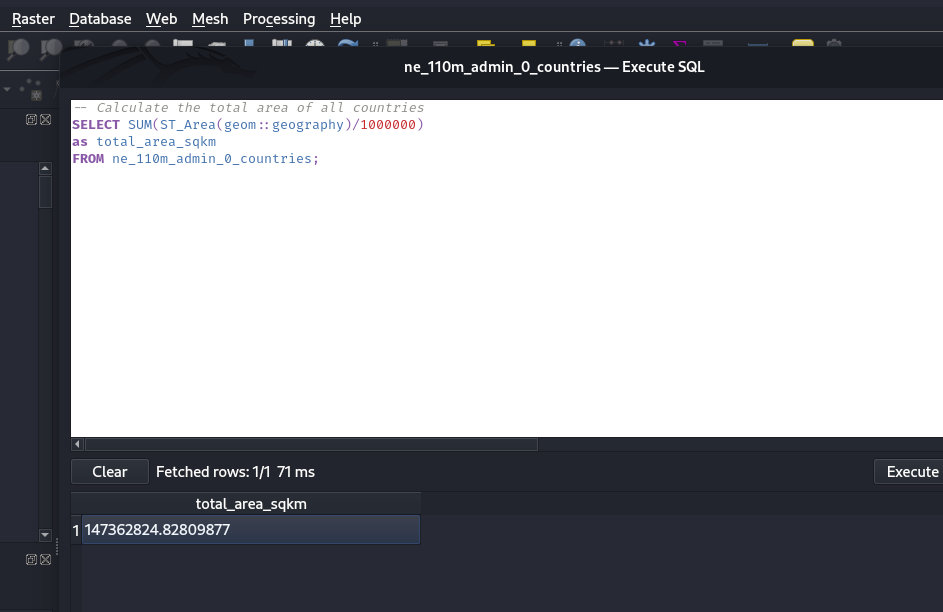 Raster Database Web Mesh Processing Help
ne_110m_admin_0_countries — Execute SQL
-- Calculate the total area of all countries
SELECT SUM(ST_Area(geom::geography)/1000000)
as total_area_sqkm
FROM ne_110m_admin_0_countries;
Clear Fetched rows: 1/1 71 ms Execute
total_area_sqkm
1 147362824.82809877